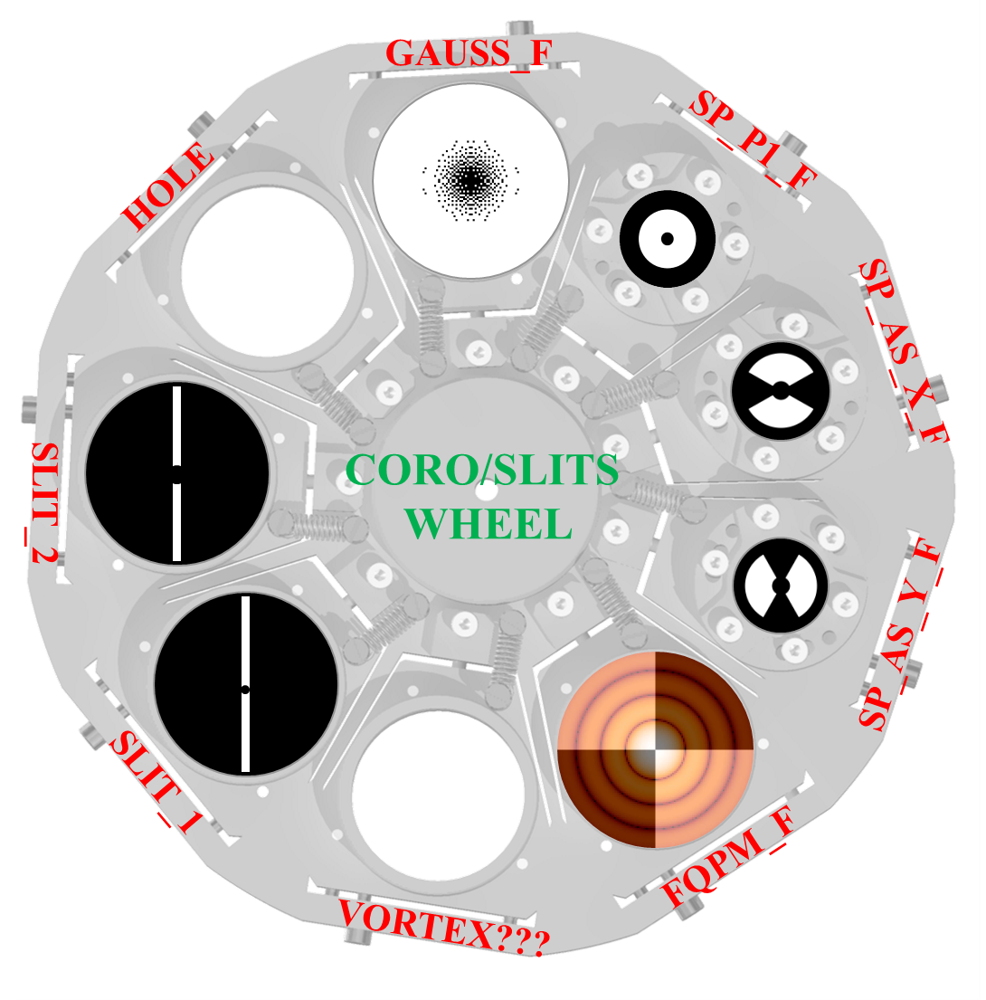 GAUSS_F
SP_P1_F
SP_AS_X_F
SP_AS_Y_F
FQPM_F
VORTEX???
SLIT_1
SLIT_2
HOLE
CORO/SLITS
WHEEL